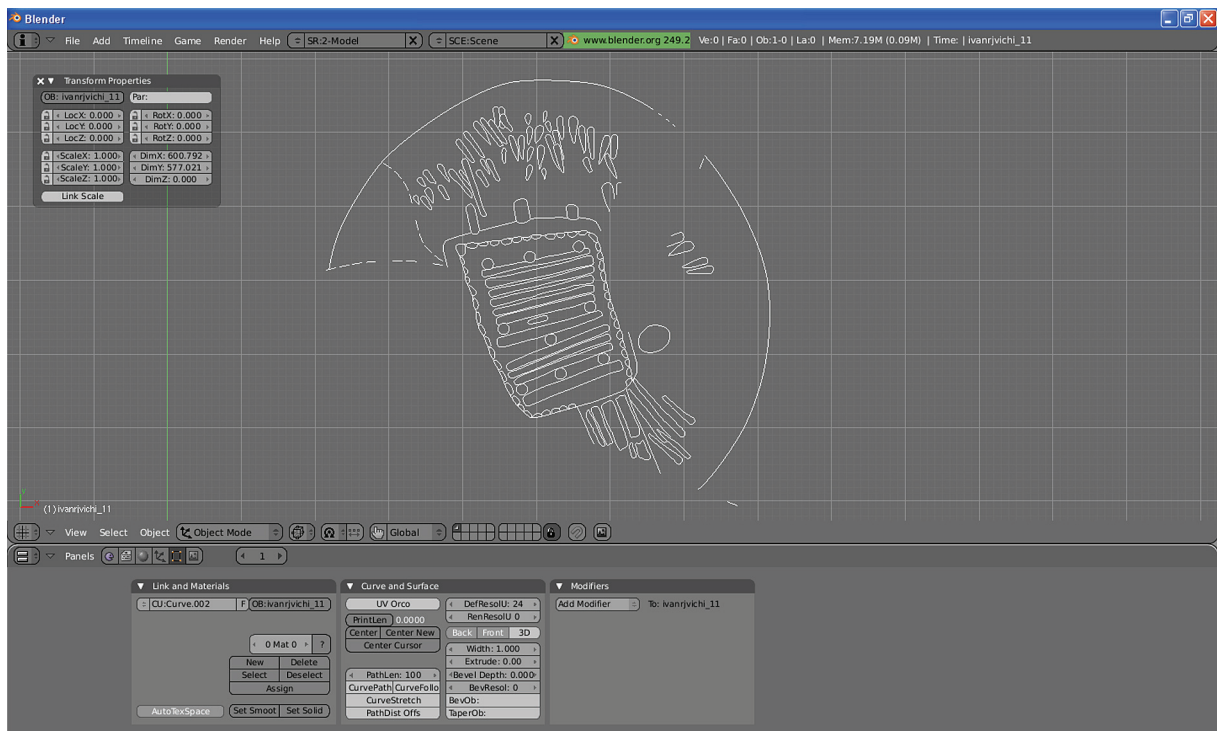 Blender
File Add Timeline Game Render Help SR:2-Model SCE:Scene www.blender.org 249.2 Ve:0 | Fa:0 | Ob:1-0 | La:0 | Mem:7.19M (0.09M) | Time: | ivanrjvichi_11
Transform Properties
OB: ivanrjvichi_11 Par:
LocX: 0.000 RotX: 0.000
LocY: 0.000 RotY: 0.000
LocZ: 0.000 RotZ: 0.000
ScaleX: 1.000 DimX: 600.792
ScaleY: 1.000 DimY: 577.021
ScaleZ: 1.000 DimZ: 0.000
Link Scale
(1) ivanrjvichi_11
View Select Object Object Mode Global
Panels 1
Link and Materials
CU:Curve.002 F OB:ivanrjvichi_11
0 Mat 0 ?
New Delete
Select Deselect
Assign
AutoTexSpace Set Smoot Set Solid
Curve and Surface
UV Orco DefResolU: 24
PrintLen 0.0000 RenResolU 0
Center Center New Back Front 3D
Center Cursor Width: 1.000
Extrude: 0.00
PathLen: 100 Bevel Depth: 0.000
CurvePath CurveFollo BevResol: 0
CurveStretch BevOb:
PathDist Offs TaperOb:
Modifiers
Add Modifier To: ivanrjvichi_11